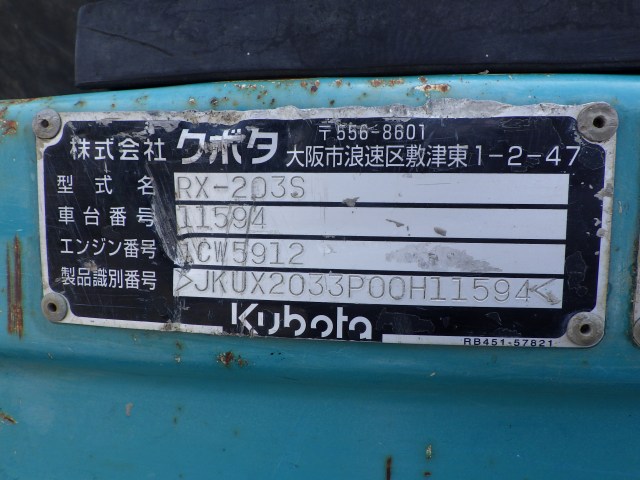 〒556-8601
株式会社 クボタ 大阪市浪速区敷津東1-2-47
型式名 RX-203S
車台番号 11594
エンジン番号 1CW5912
製品識別番号 >JKUX2033P00H11594<
Kubota
RB451-57821